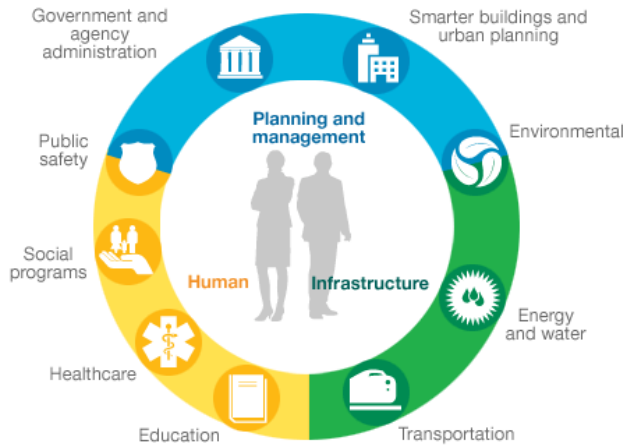 Government and
agency
administration
Smarter buildings and
urban planning
Planning and
management
Public
safety
Environmental
Social
programs
Human
Infrastructure
Energy
and water
Healthcare
Education
Transportation